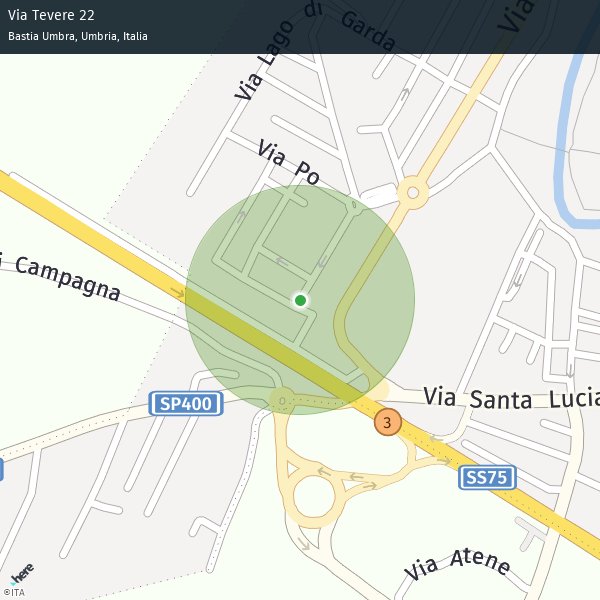 Via Tevere 22
Bastia Umbra, Umbria, Italia
Via Lago di Garda
Via
Via Po
i Campagna
SP400
Via Santa Lucia
3
SS75
Via Atene
here
©ITA